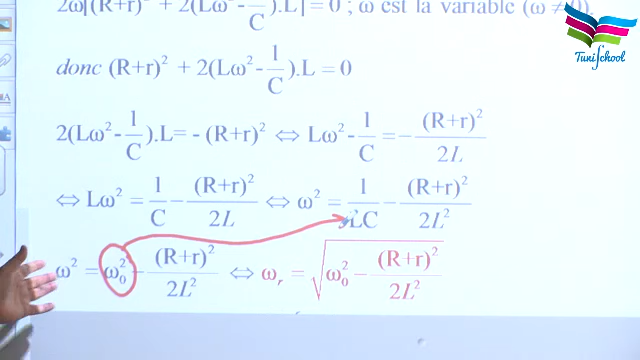 2ω[(R+r)² + 2(Lω²-1/C).L]=0 ; ω est la variable (ω ≠0).
TuniSchool
donc (R+r)² + 2(Lω²-1/C).L=0
2(Lω²-1/C).L= - (R+r)² ⇔ Lω²-1/C = -(R+r)²/2L
⇔ Lω² = 1/C - (R+r)²/2L ⇔ ω² = 1/LC - (R+r)²/2L²
ω² = ω₀² - (R+r)²/2L² ⇔ ωr = √(ω₀² - (R+r)²/2L²)